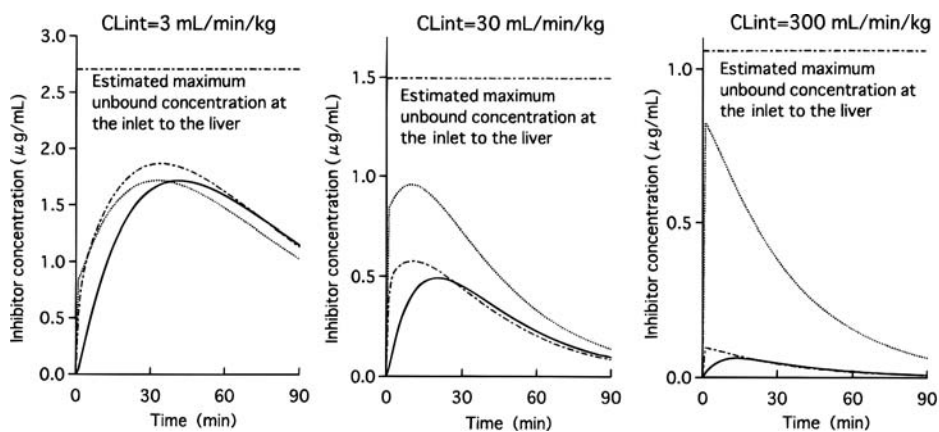 CLint=3 mL/min/kg
3.0
2.5
2.0
1.5
1.0
0.5
0.0
Inhibitor concentration (μg/mL)
Estimated maximum
unbound concentration at
the inlet to the liver
0 30 60 90
Time (min)
CLint=30 mL/min/kg
1.5
1.0
0.5
0.0
Inhibitor concentration (μg/mL)
Estimated maximum
unbound concentration at
the inlet to the liver
0 30 60 90
Time (min)
CLint=300 mL/min/kg
1.0
0.5
0.0
Inhibitor concentration (μg/mL)
Estimated maximum
unbound concentration at
the inlet to the liver
0 30 60 90
Time (min)